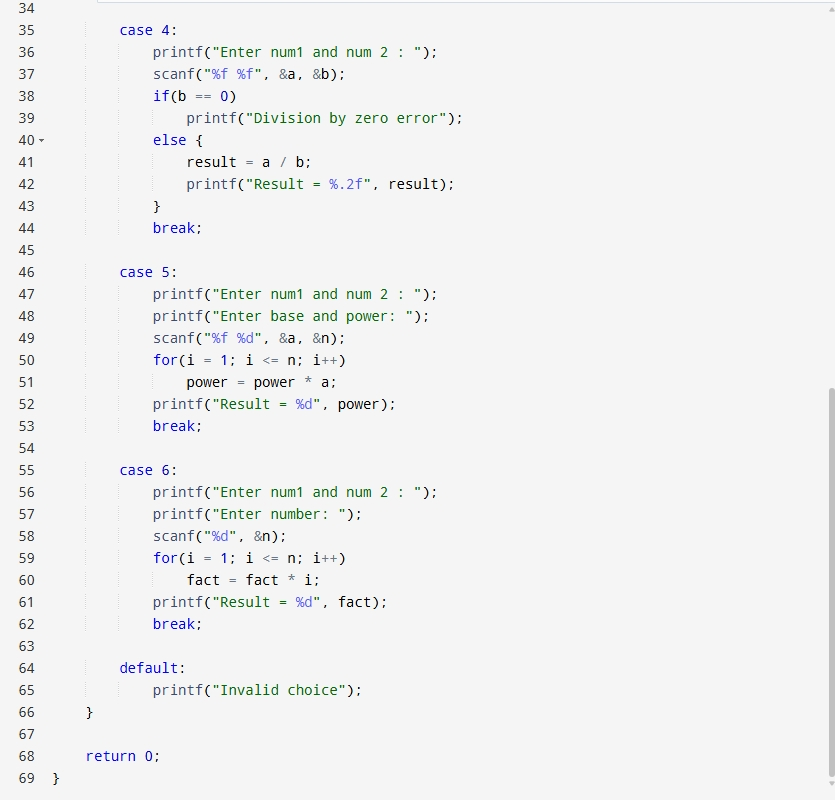 34
35 case 4:
36 printf("Enter num1 and num 2 : ");
37 scanf("%f %f", &a, &b);
38 if(b == 0)
39 printf("Division by zero error");
40 else {
41 result = a / b;
42 printf("Result = %.2f", result);
43 }
44 break;
45
46 case 5:
47 printf("Enter num1 and num 2 : ");
48 printf("Enter base and power: ");
49 scanf("%f %d", &a, &n);
50 for(i = 1; i <= n; i++)
51 power = power * a;
52 printf("Result = %d", power);
53 break;
54
55 case 6:
56 printf("Enter num1 and num 2 : ");
57 printf("Enter number: ");
58 scanf("%d", &n);
59 for(i = 1; i <= n; i++)
60 fact = fact * i;
61 printf("Result = %d", fact);
62 break;
63
64 default:
65 printf("Invalid choice");
66 }
67
68 return 0;
69 }